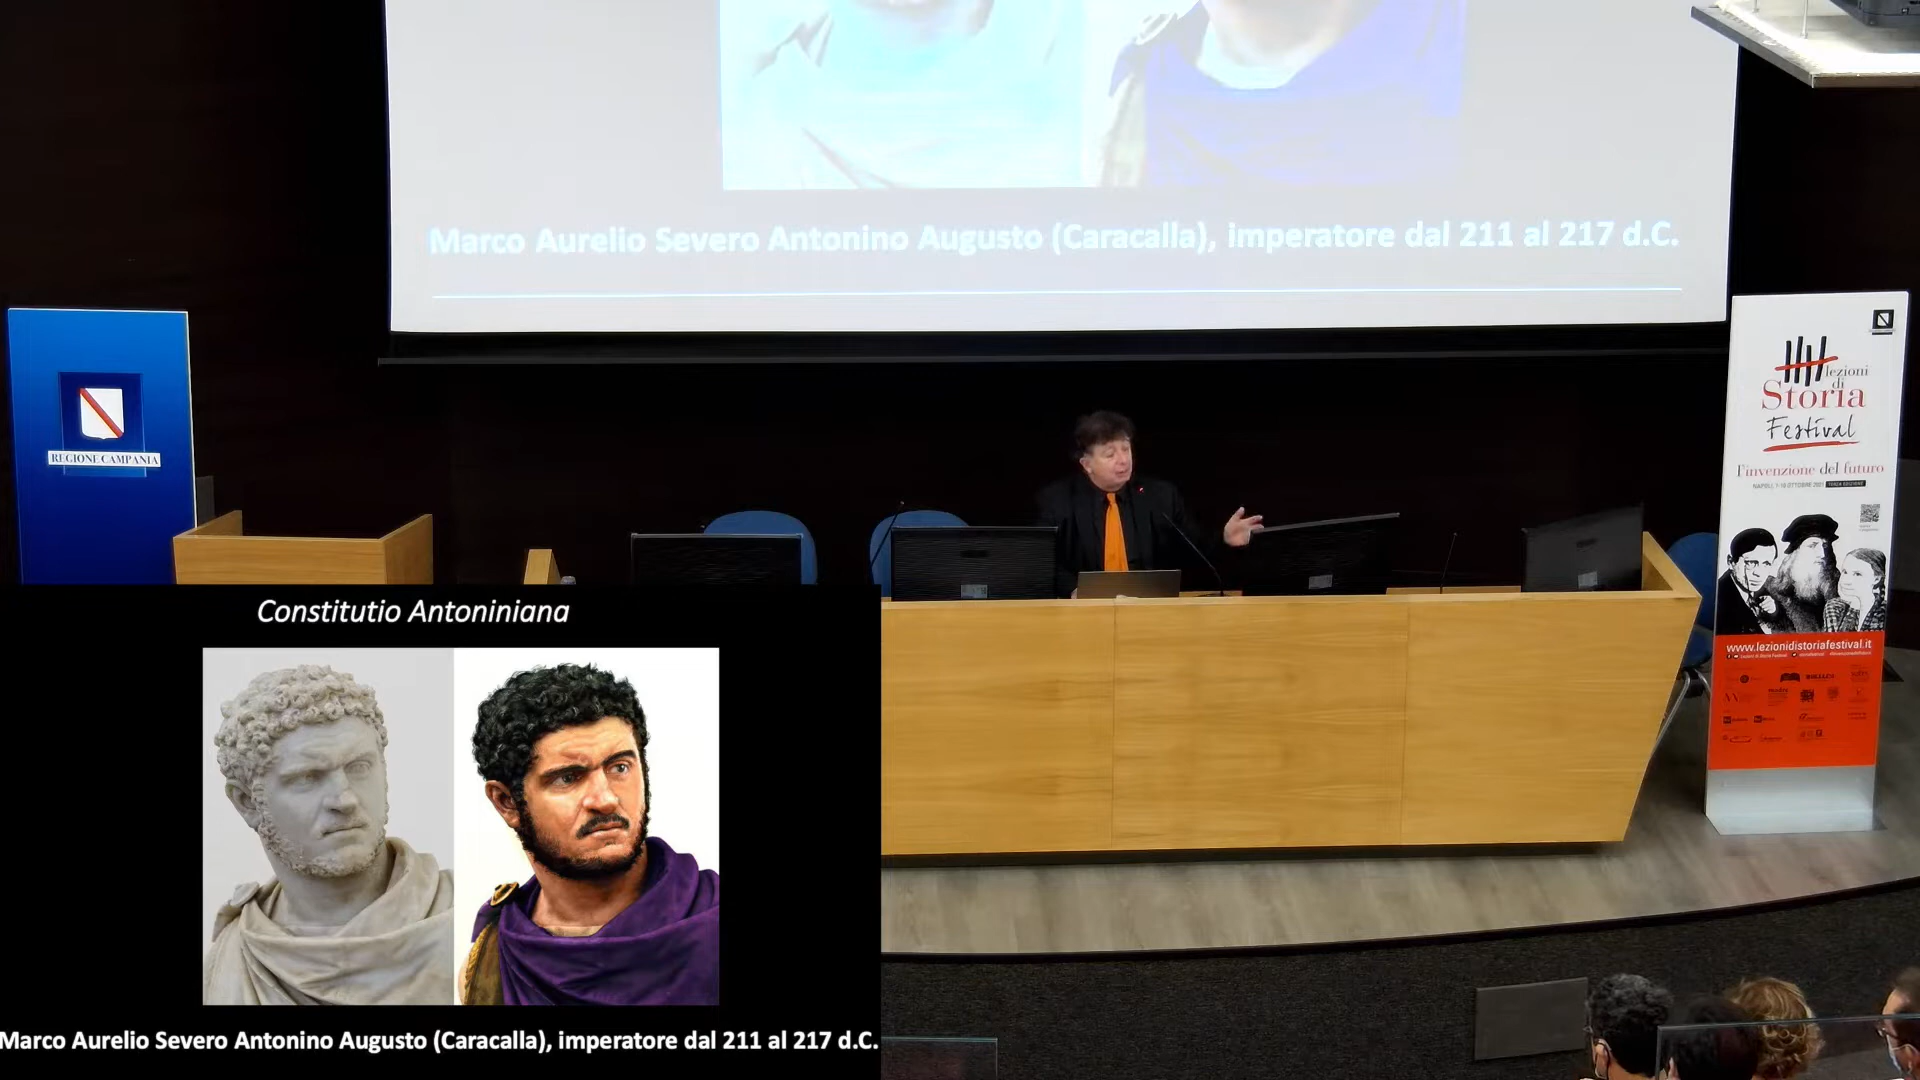 Marco Aurelio Severo Antonino Augusto (Caracalla), imperatore dal 211 al 217 d.C.
REGIONE CAMPANIA
lezioni
di
Storia
Festival
l'invenzione del futuro
NAPOLI, 7-10 OTTOBRE 2021 TERZA EDIZIONE
www.lezionidistoriafestival.it
Constitutio Antoniniana
Marco Aurelio Severo Antonino Augusto (Caracalla), imperatore dal 211 al 217 d.C.